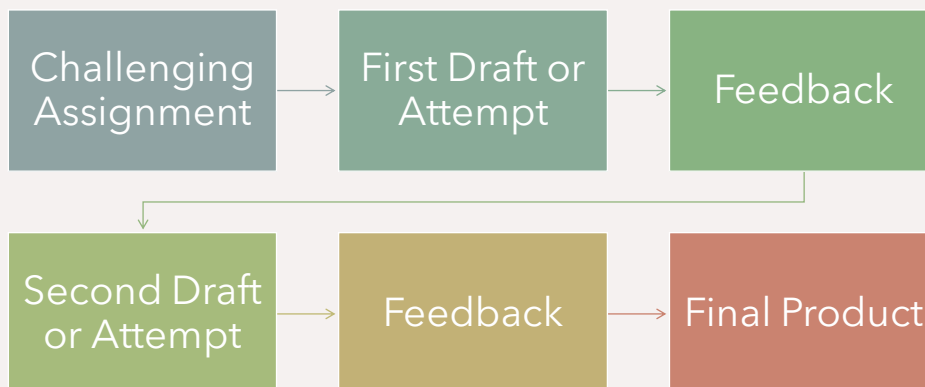 Challenging
Assignment
First Draft or
Attempt
Feedback
Second Draft
or Attempt
Feedback
Final Product